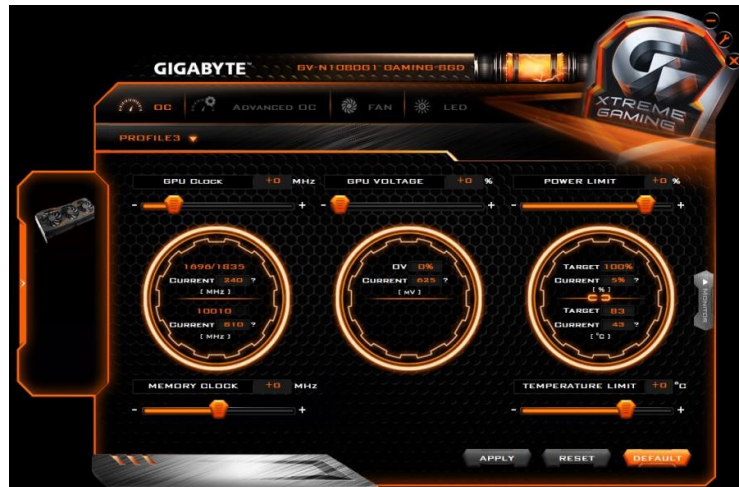 GIGABYTE™ GV-N1080G1 GAMING-8GD
XTREME
GAMING
OC ADVANCED OC FAN LED
PROFILE3
GPU CLOCK +0 MHz GPU VOLTAGE +0 % POWER LIMIT +0 %
- + - + - +
1696/1835 OV 0% TARGET 100%
CURRENT 240 ? CURRENT 625 ? CURRENT 5% ?
[ MHz ] [ mV ] [ % ]
10010 TARGET 83
CURRENT 810 ? CURRENT 43 ?
[ MHz ] [ °C ]
MONITOR
MEMORY CLOCK +0 MHz TEMPERATURE LIMIT +0 °C
- + - +
APPLY RESET DEFAULT